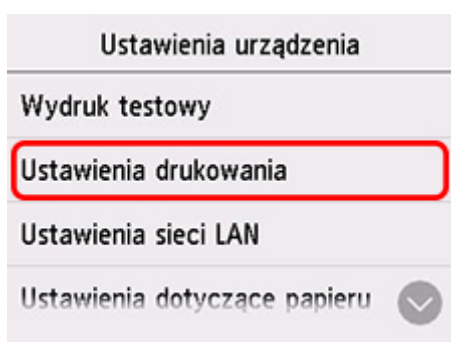 Ustawienia urządzenia
Wydruk testowy
Ustawienia drukowania
Ustawienia sieci LAN
Ustawienia dotyczące papieru